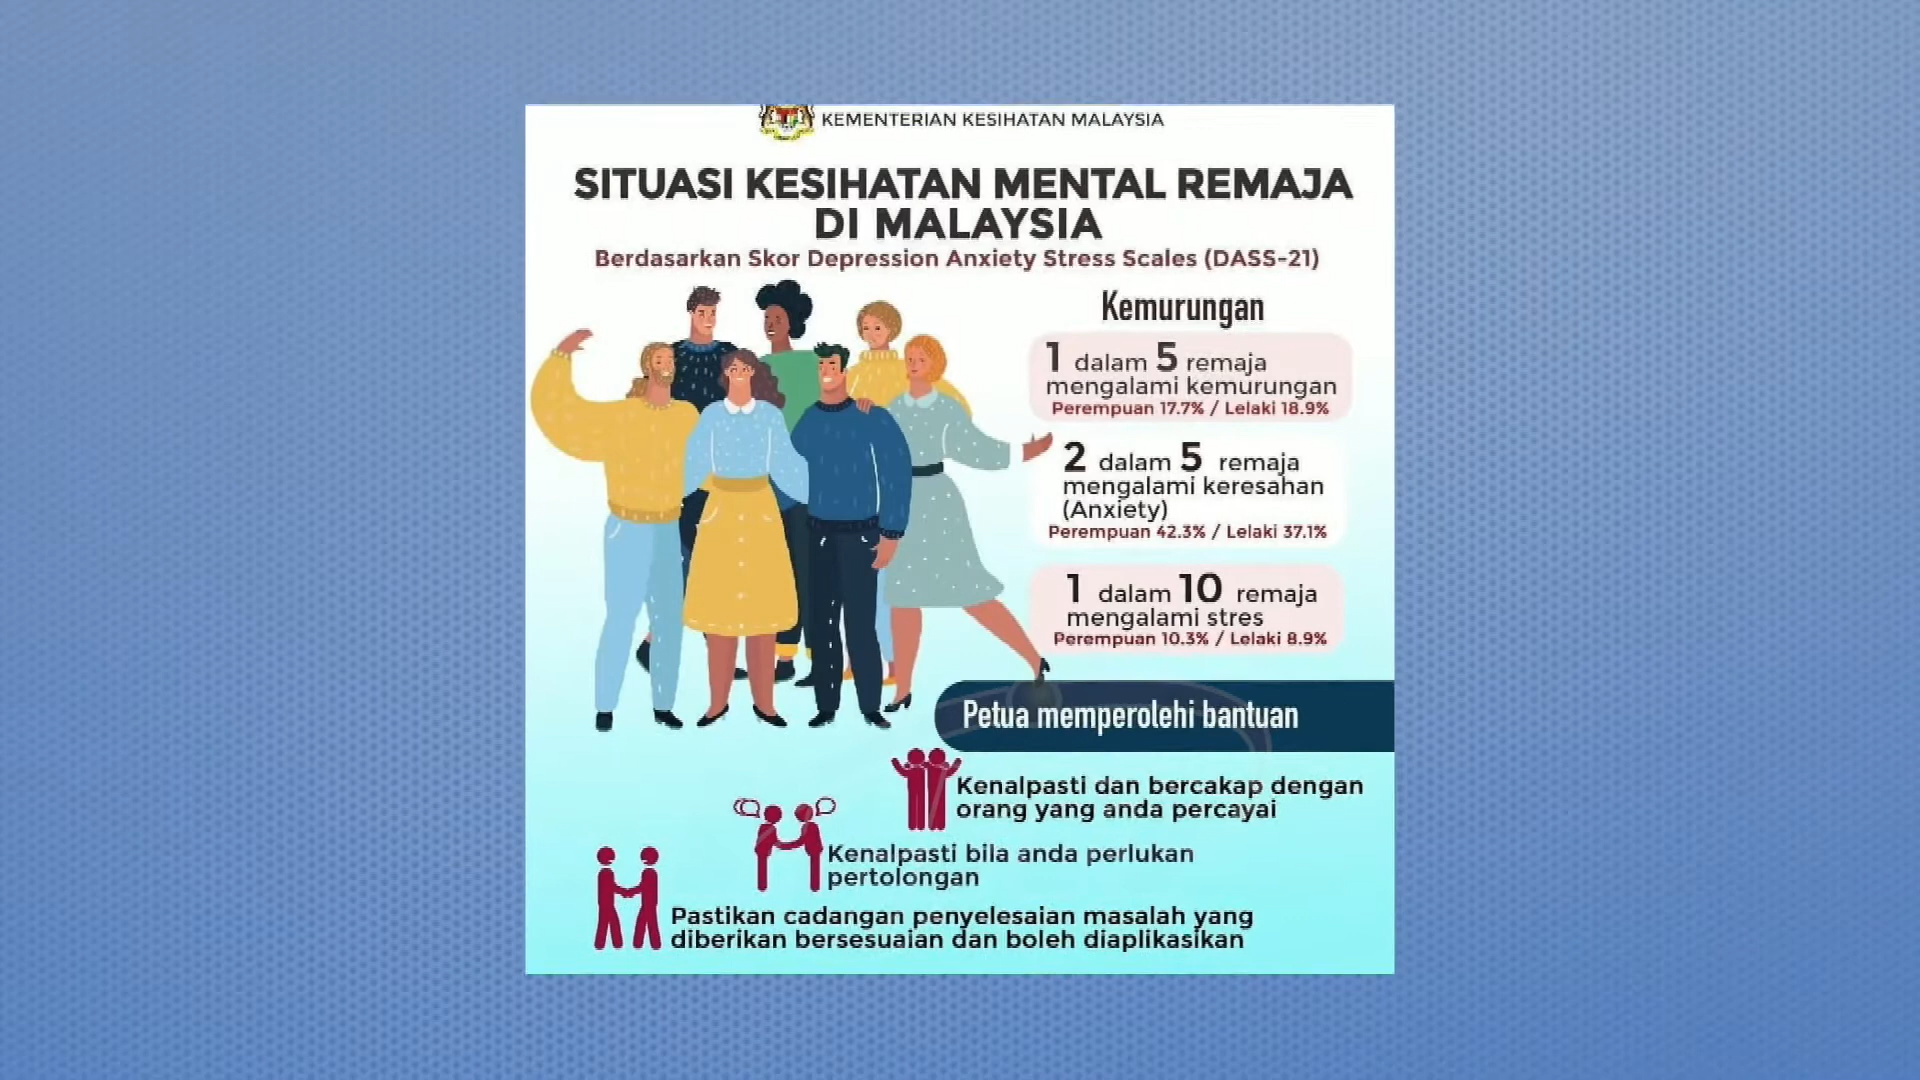 KEMENTERIAN KESIHATAN MALAYSIA
SITUASI KESIHATAN MENTAL REMAJA
DI MALAYSIA
Berdasarkan Skor Depression Anxiety Stress Scales (DASS-21)
Kemurungan
1 dalam 5 remaja
mengalami kemurungan
Perempuan 17.7% / Lelaki 18.9%
2 dalam 5 remaja
mengalami keresahan
(Anxiety)
Perempuan 42.3% / Lelaki 37.1%
1 dalam 10 remaja
mengalami stres
Perempuan 10.3% / Lelaki 8.9%
Petua memperolehi bantuan
Kenalpasti dan bercakap dengan
orang yang anda percayai
Kenalpasti bila anda perlukan
pertolongan
Pastikan cadangan penyelesaian masalah yang
diberikan bersesuaian dan boleh diaplikasikan